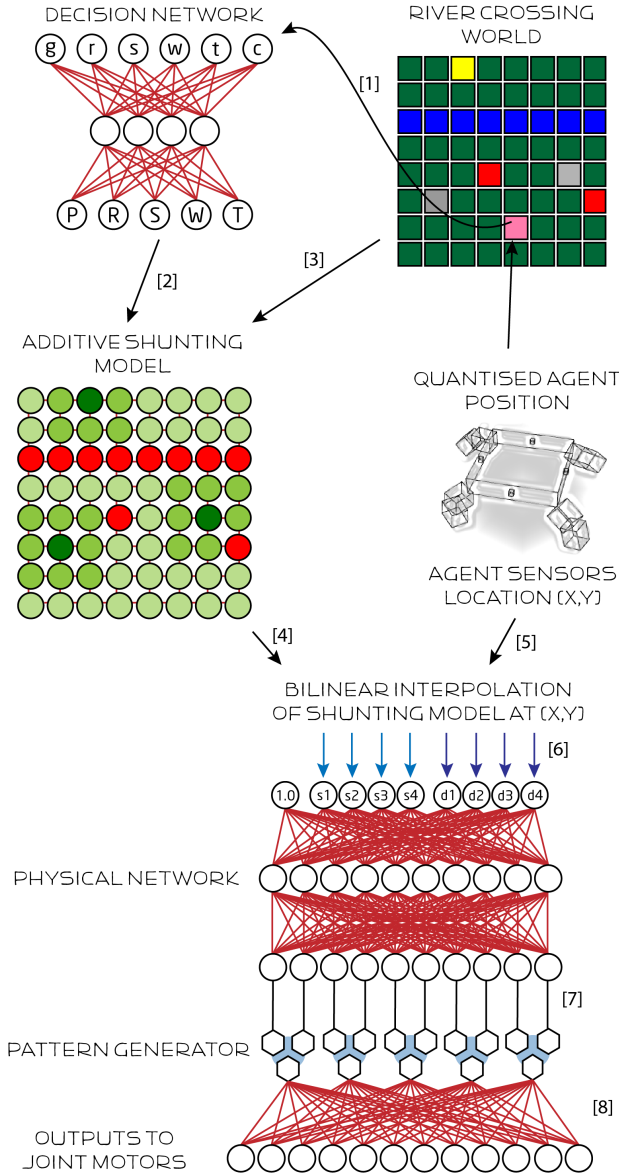 DECISION NETWORK
g r s w t c
P R S W T
RIVER CROSSING
WORLD
[1]
[2]
[3]
ADDITIVE SHUNTING
MODEL
QUANTISED AGENT
POSITION
AGENT SENSORS
LOCATION (X,Y)
[4]
[5]
BILINEAR INTERPOLATION
OF SHUNTING MODEL AT (X,Y)
[6]
1.0 s1 s2 s3 s4 d1 d2 d3 d4
PHYSICAL NETWORK
[7]
PATTERN GENERATOR
[8]
OUTPUTS TO
JOINT MOTORS